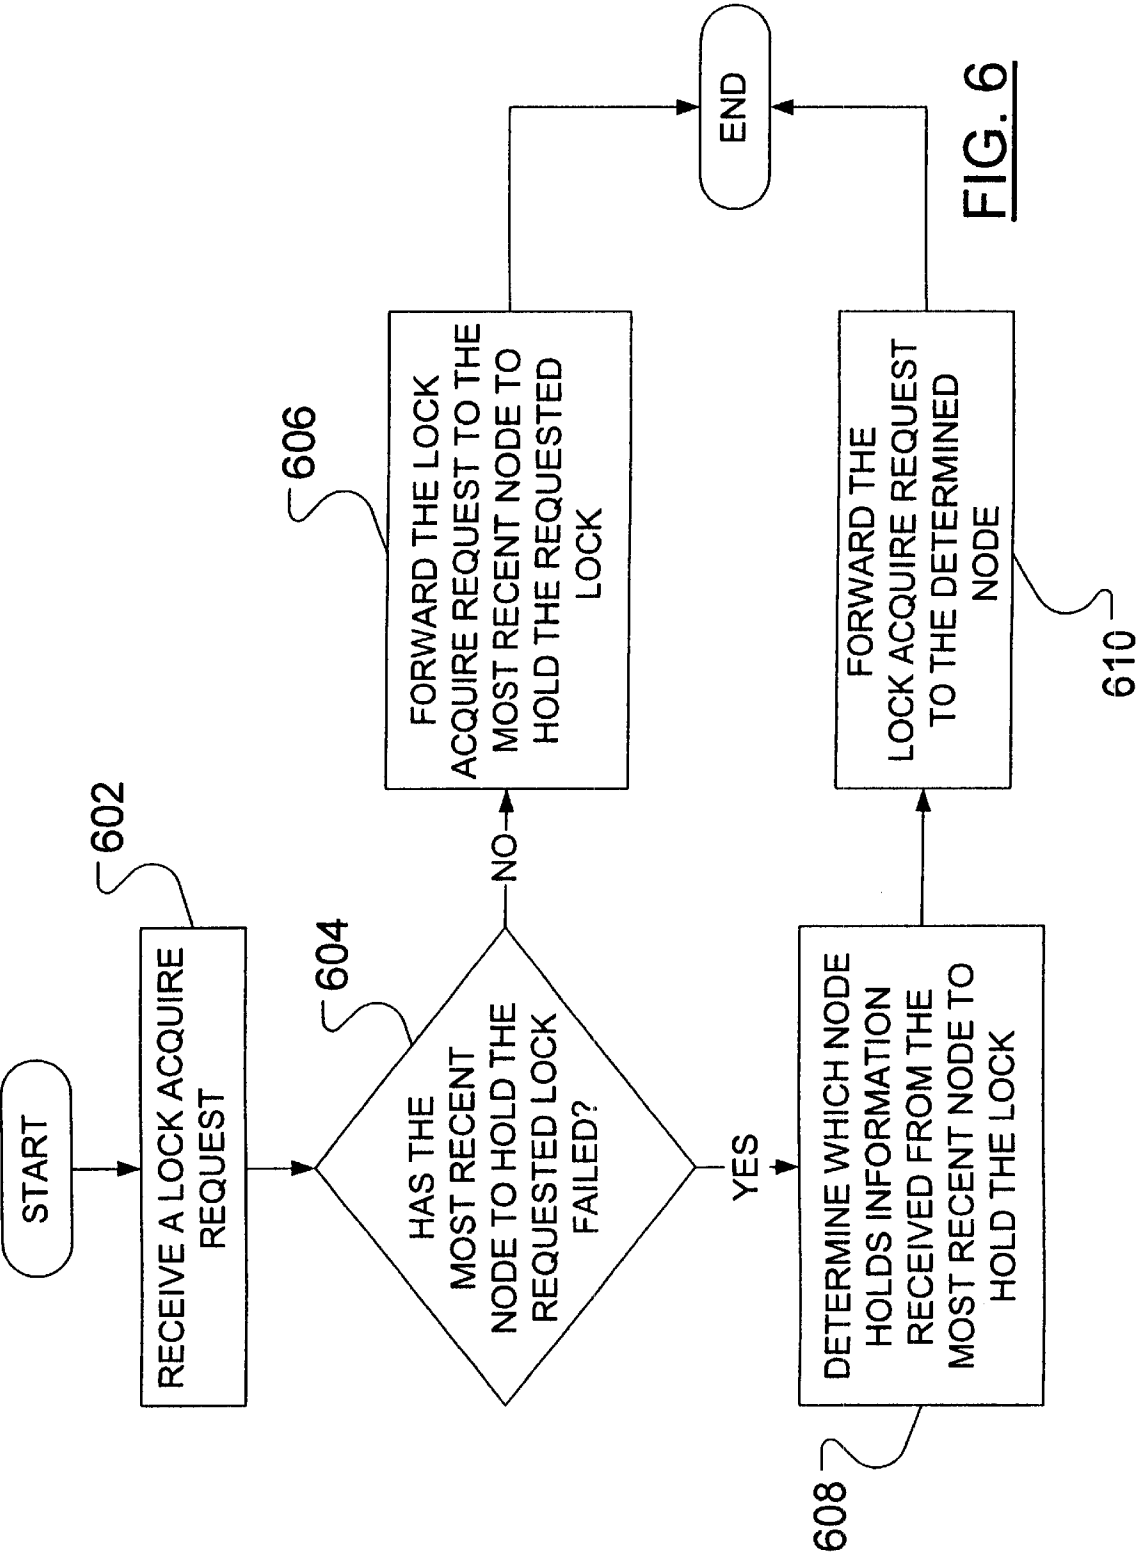 START
602
RECEIVE A LOCK ACQUIRE
REQUEST
604
HAS THE
MOST RECENT
NODE TO HOLD THE
REQUESTED LOCK
FAILED?
NO
606
FORWARD THE LOCK
ACQUIRE REQUEST TO THE
MOST RECENT NODE TO
HOLD THE REQUESTED
LOCK
YES
608
DETERMINE WHICH NODE
HOLDS INFORMATION
RECEIVED FROM THE
MOST RECENT NODE TO
HOLD THE LOCK
FORWARD THE
LOCK ACQUIRE REQUEST
TO THE DETERMINED
NODE
610
END
FIG. 6